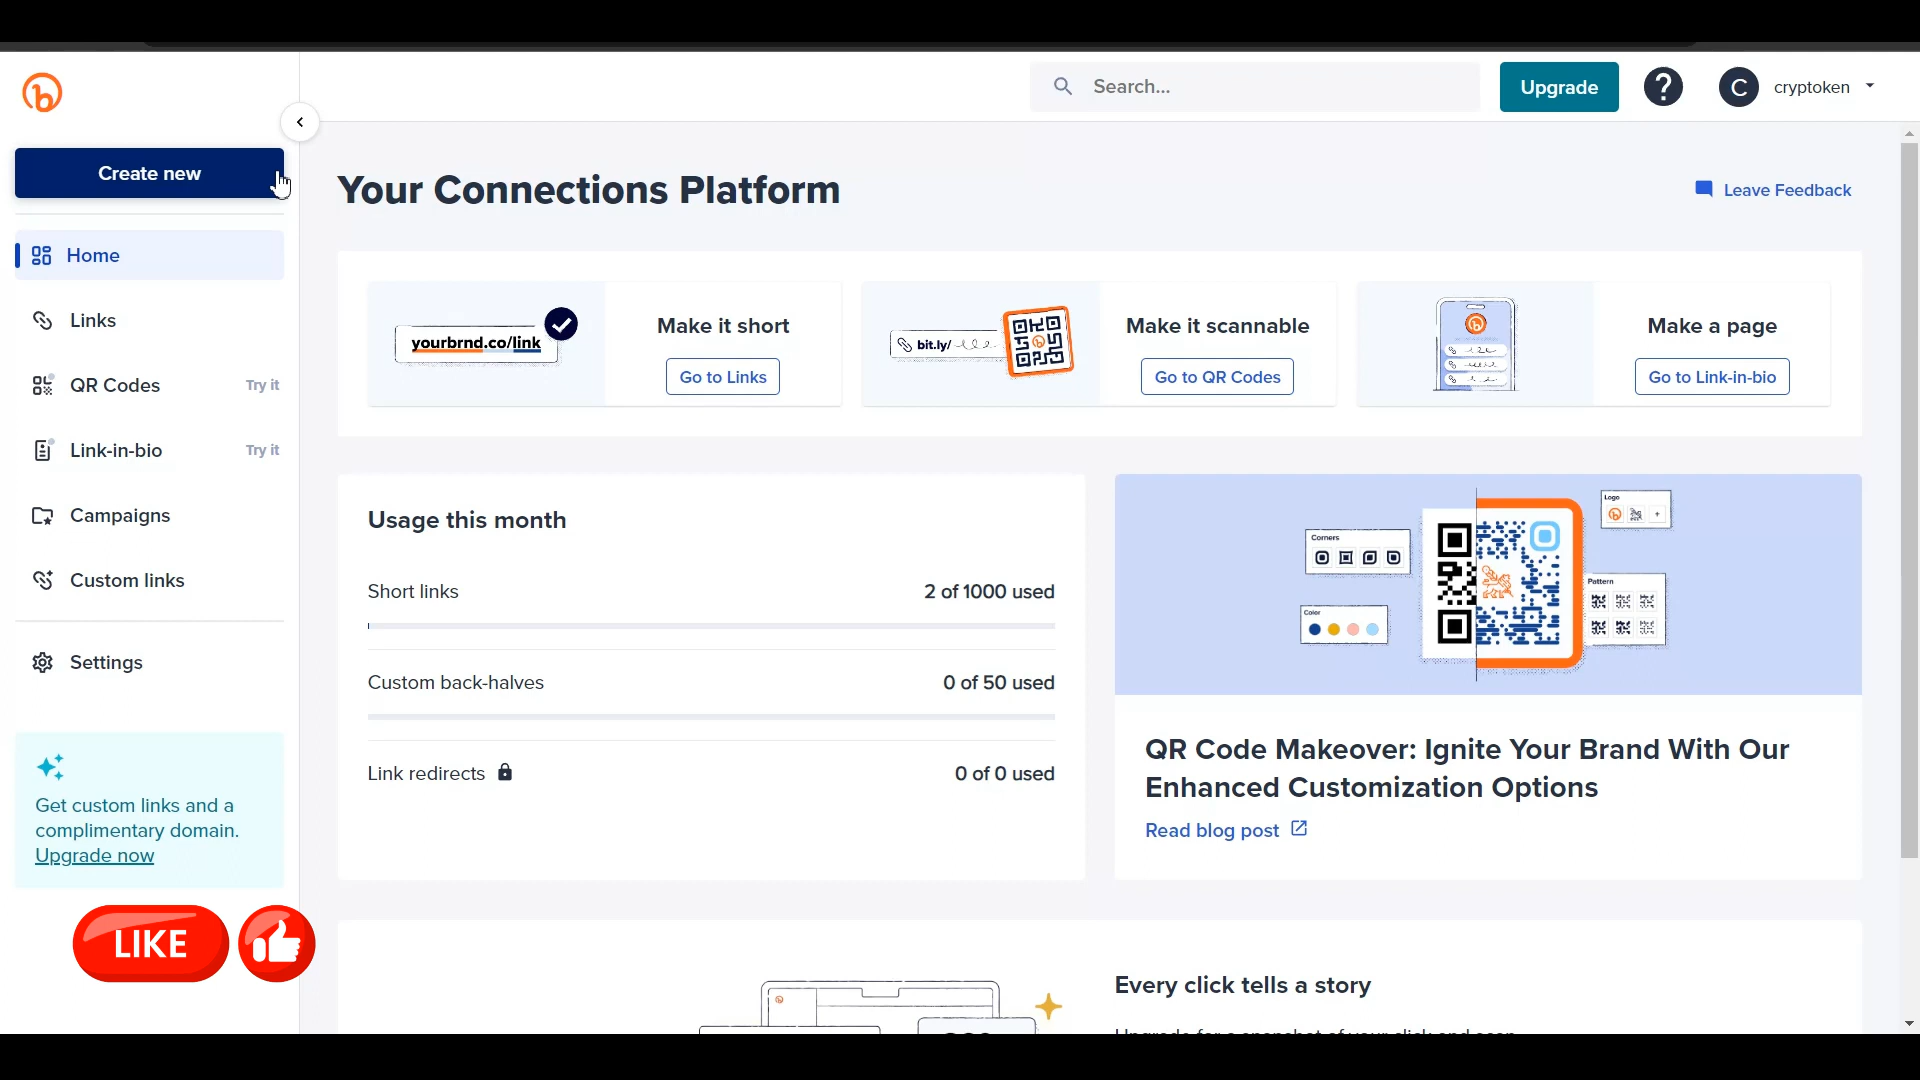 Search...
Upgrade
?
C
cryptoken
Create new
Home
Links
QR Codes
Try it
Link-in-bio
Try it
Campaigns
Custom links
Settings
Get custom links and a
complimentary domain.
Upgrade now
LIKE
Your Connections Platform
Leave Feedback
yourbrnd.co/link
Make it short
Go to Links
bit.ly/
Make it scannable
Go to QR Codes
Make a page
Go to Link-in-bio
Usage this month
Short links
2 of 1000 used
Custom back-halves
0 of 50 used
Link redirects
0 of 0 used
Logo
Corners
Pattern
Color
QR Code Makeover: Ignite Your Brand With Our
Enhanced Customization Options
Read blog post
Every click tells a story